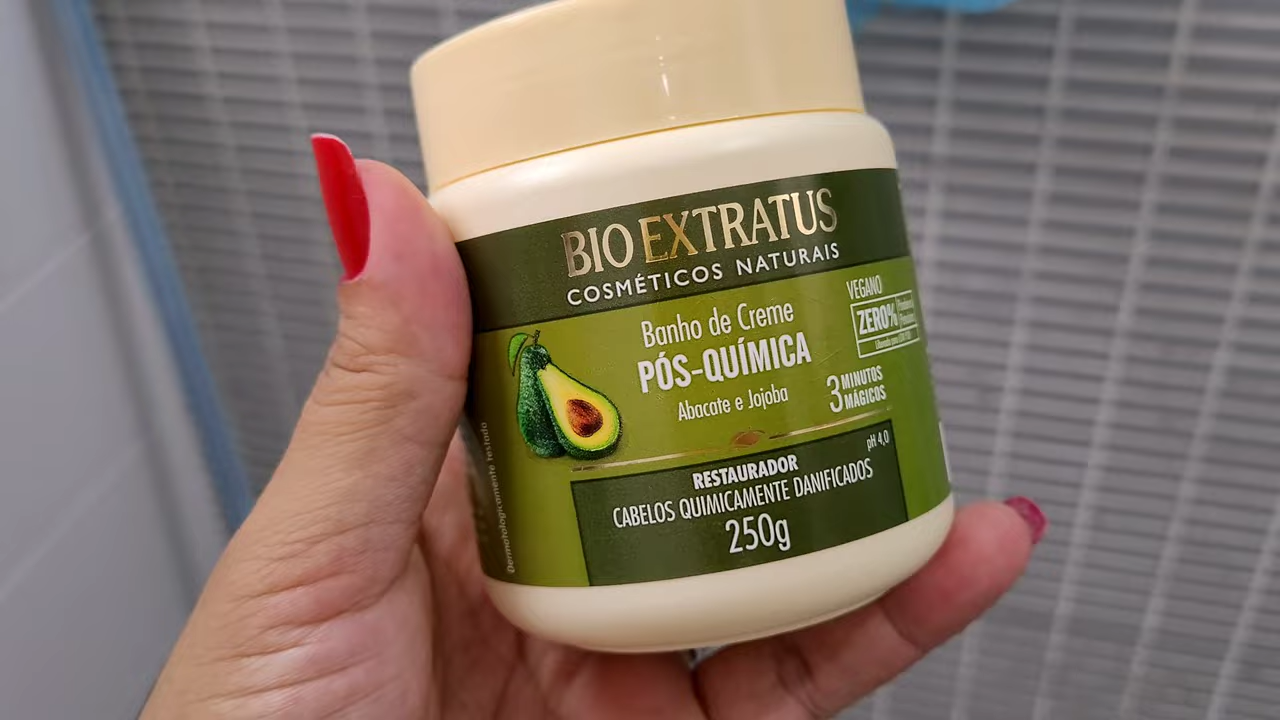 BIO EXTRATUS
COSMÉTICOS NATURAIS
Banho de Creme
PÓS-QUÍMICA
Abacate e Jojoba
VEGANO
ZERO%
3 MINUTOS
MÁGICOS
pH 4,0
RESTAURADOR
CABELOS QUIMICAMENTE DANIFICADOS
250g
Dermatologicamente testado